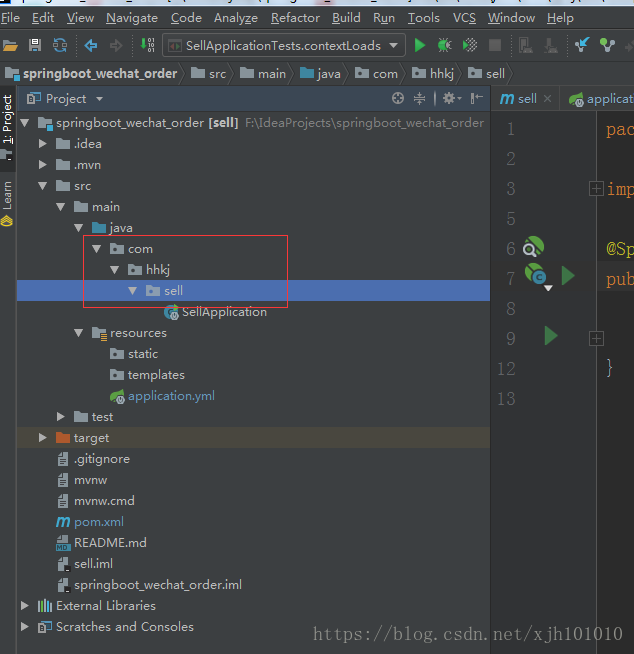 File Edit View Navigate Code Analyze Refactor Build Run Tools VCS Window Help
SellApplicationTests.contextLoads
springboot_wechat_order src main java com hhkj sell
1: Project
Learn
Project
springboot_wechat_order [sell] F:\IdeaProjects\springboot_wechat_order
.idea
.mvn
src
main
java
com
hhkj
sell
SellApplication
resources
static
templates
application.yml
test
target
.gitignore
mvnw
mvnw.cmd
pom.xml
README.md
sell.iml
springboot_wechat_order.iml
External Libraries
Scratches and Consoles
sell applicat
1 pac
2
3 imp
5
6 @Sp
7 pub
8
9
12 }
13
https://blog.csdn.net/xjh101010